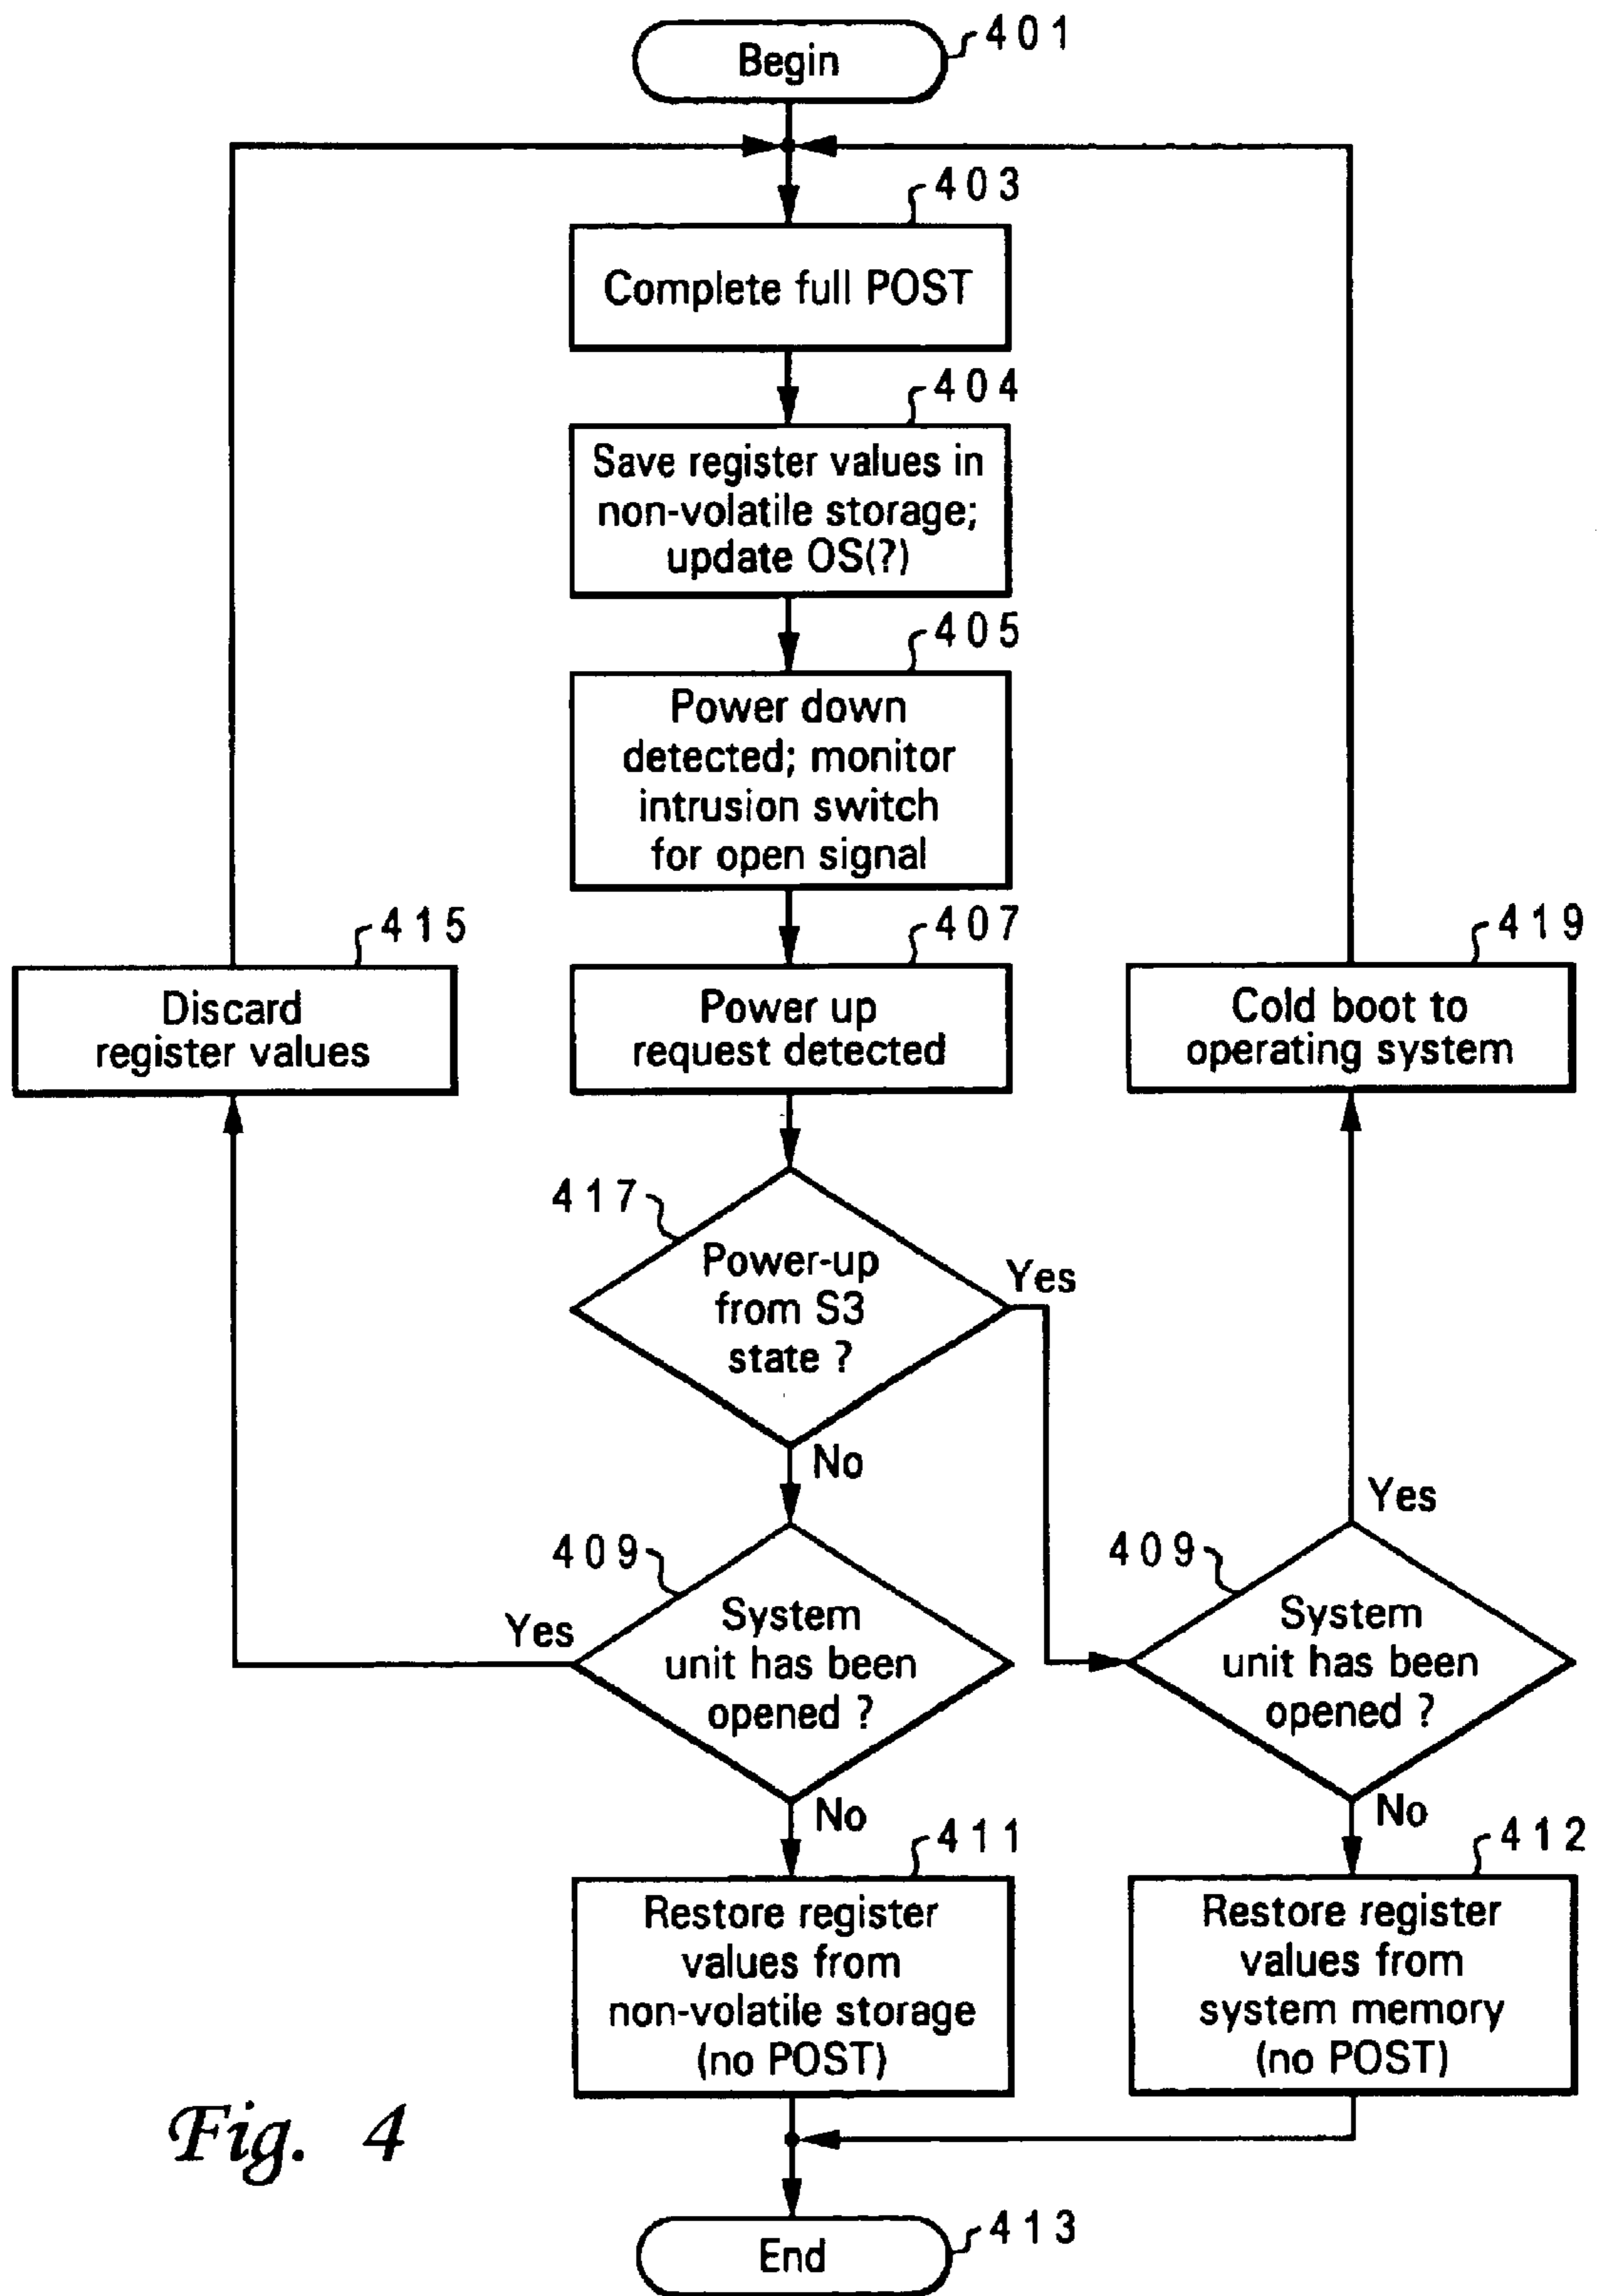 401
Begin
403
Complete full POST
404
Save register values in
non-volatile storage;
update OS(?)
405
Power down
detected; monitor
intrusion switch
for open signal
415
Discard
register values
407
Power up
request detected
419
Cold boot to
operating system
417
Power-up
from S3
state ?
Yes
No
409
System
unit has been
opened ?
Yes
No
409
System
unit has been
opened ?
Yes
No
411
Restore register
values from
non-volatile storage
(no POST)
412
Restore register
values from
system memory
(no POST)
Fig. 4
413
End